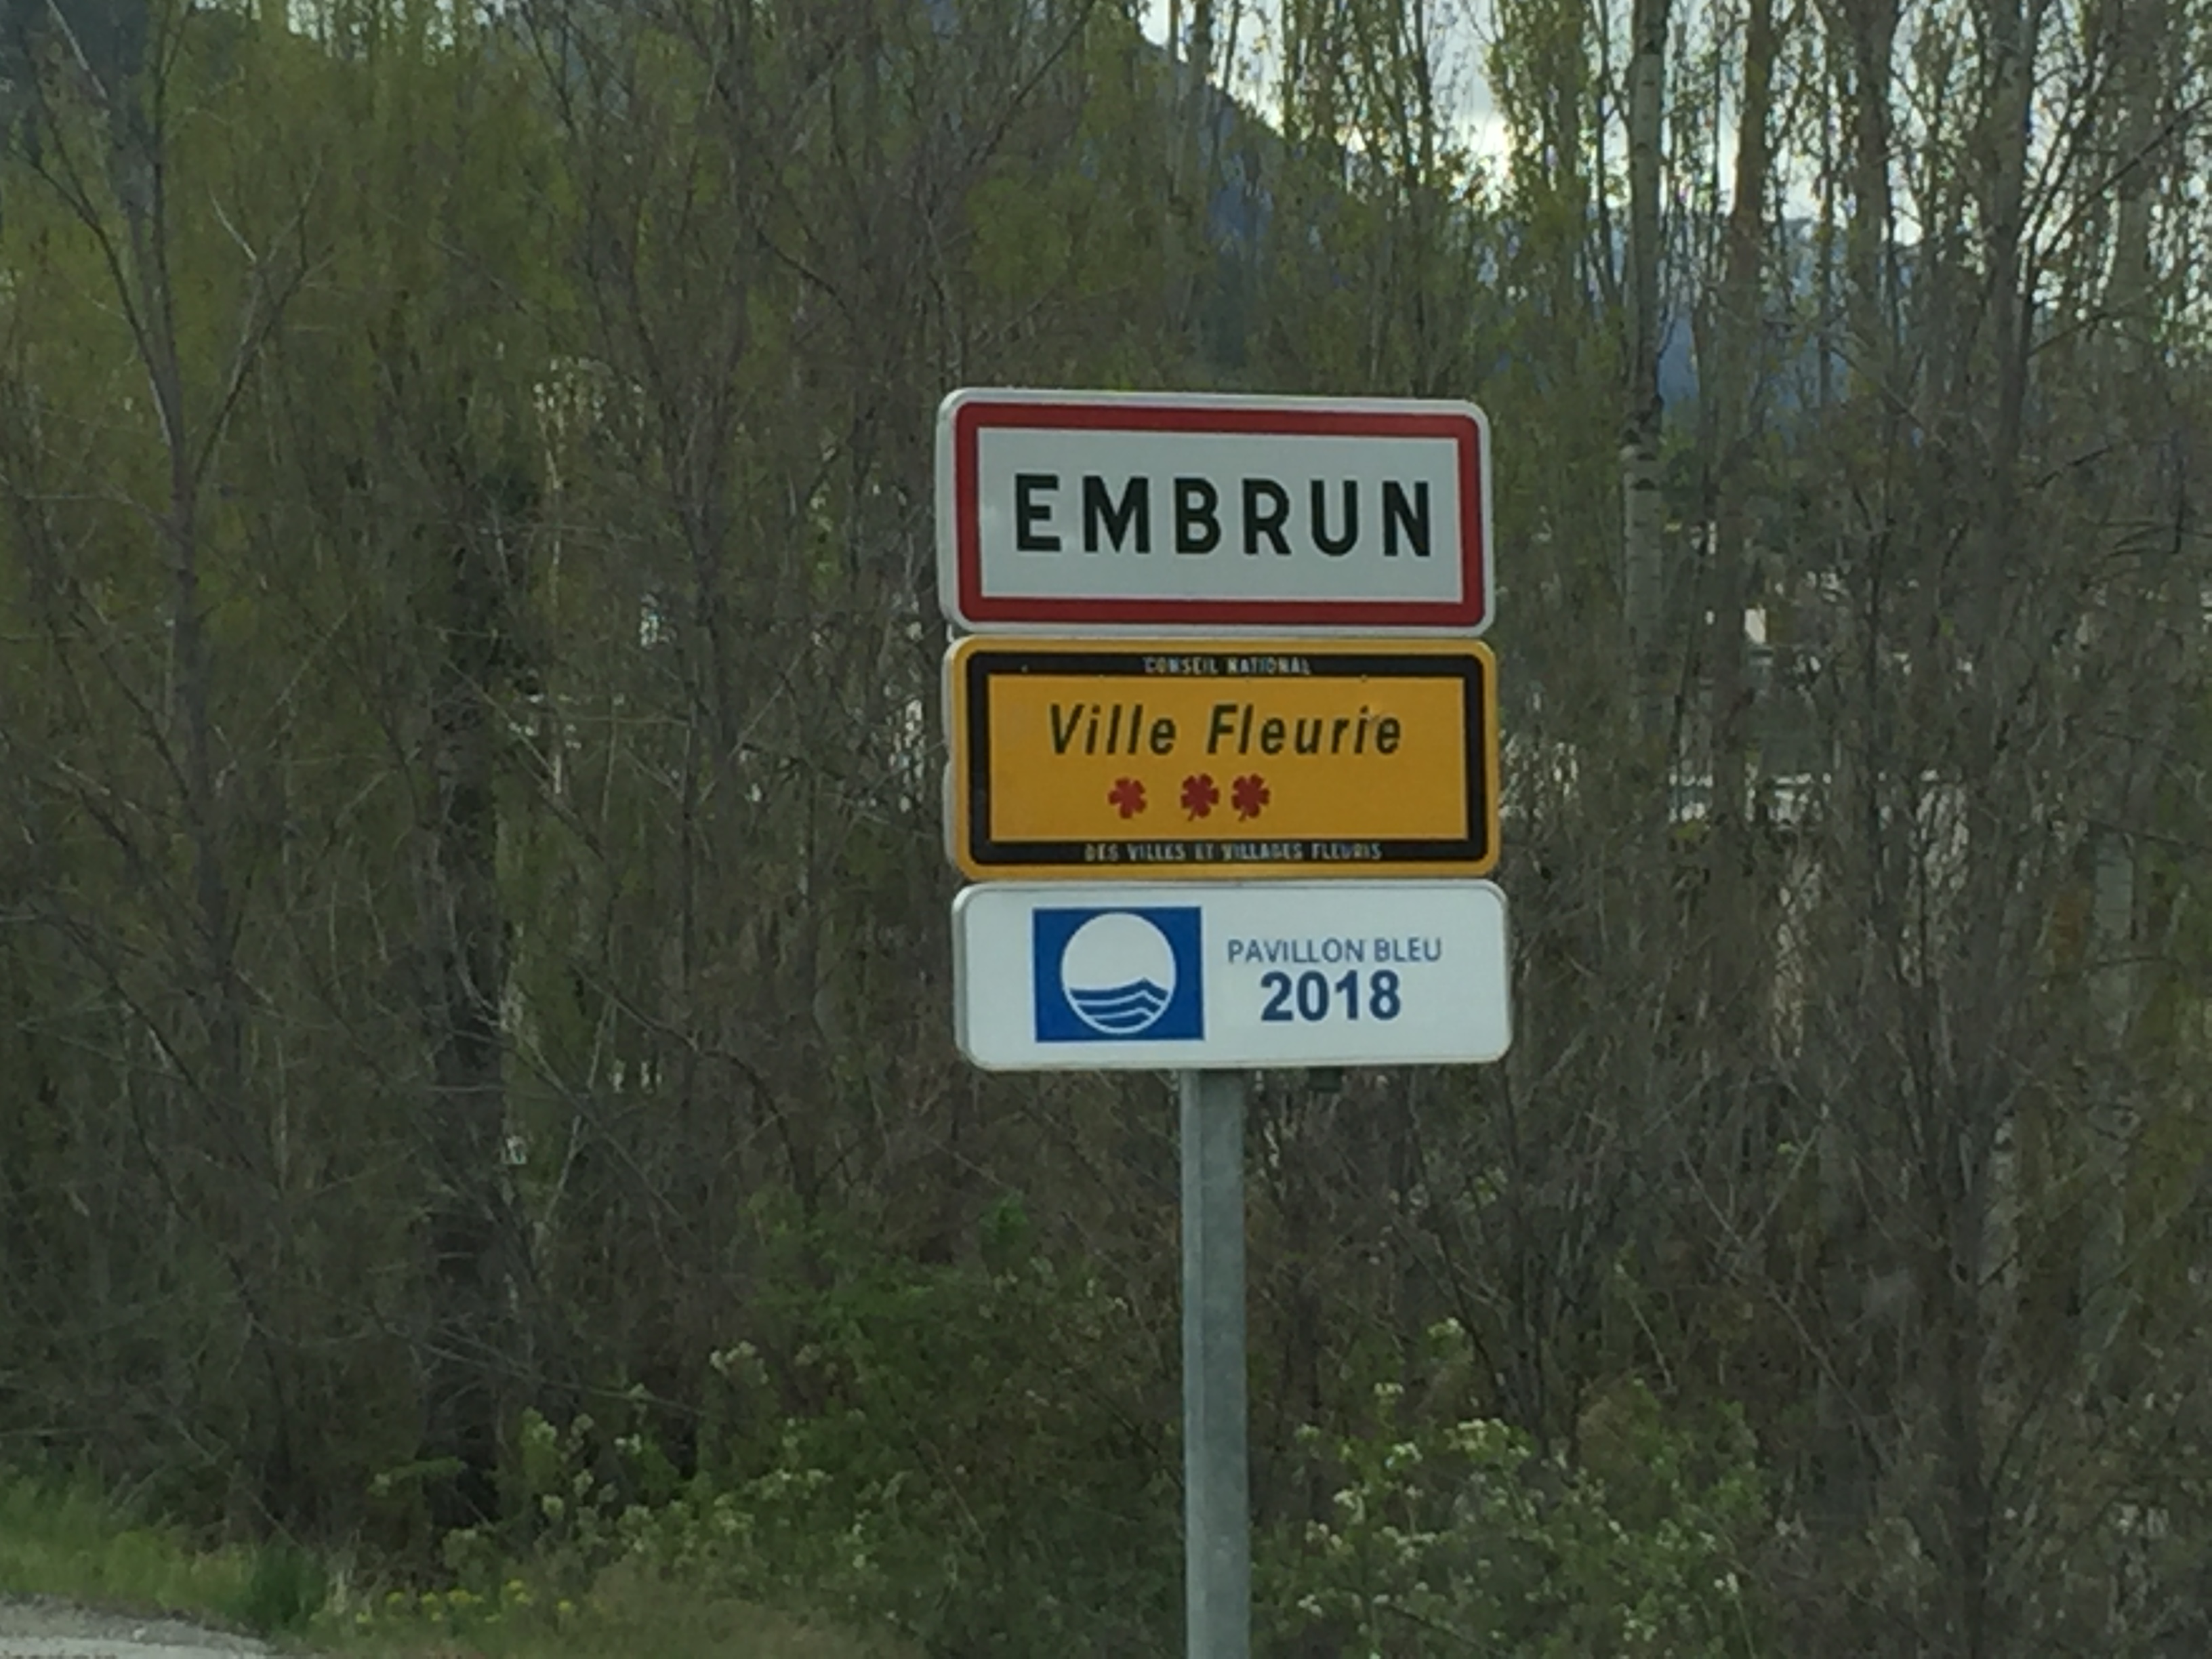 EMBRUN
CONSEIL NATIONAL
Ville Fleurie
DES VILLES ET VILLAGES FLEURIS
PAVILLON BLEU
2018